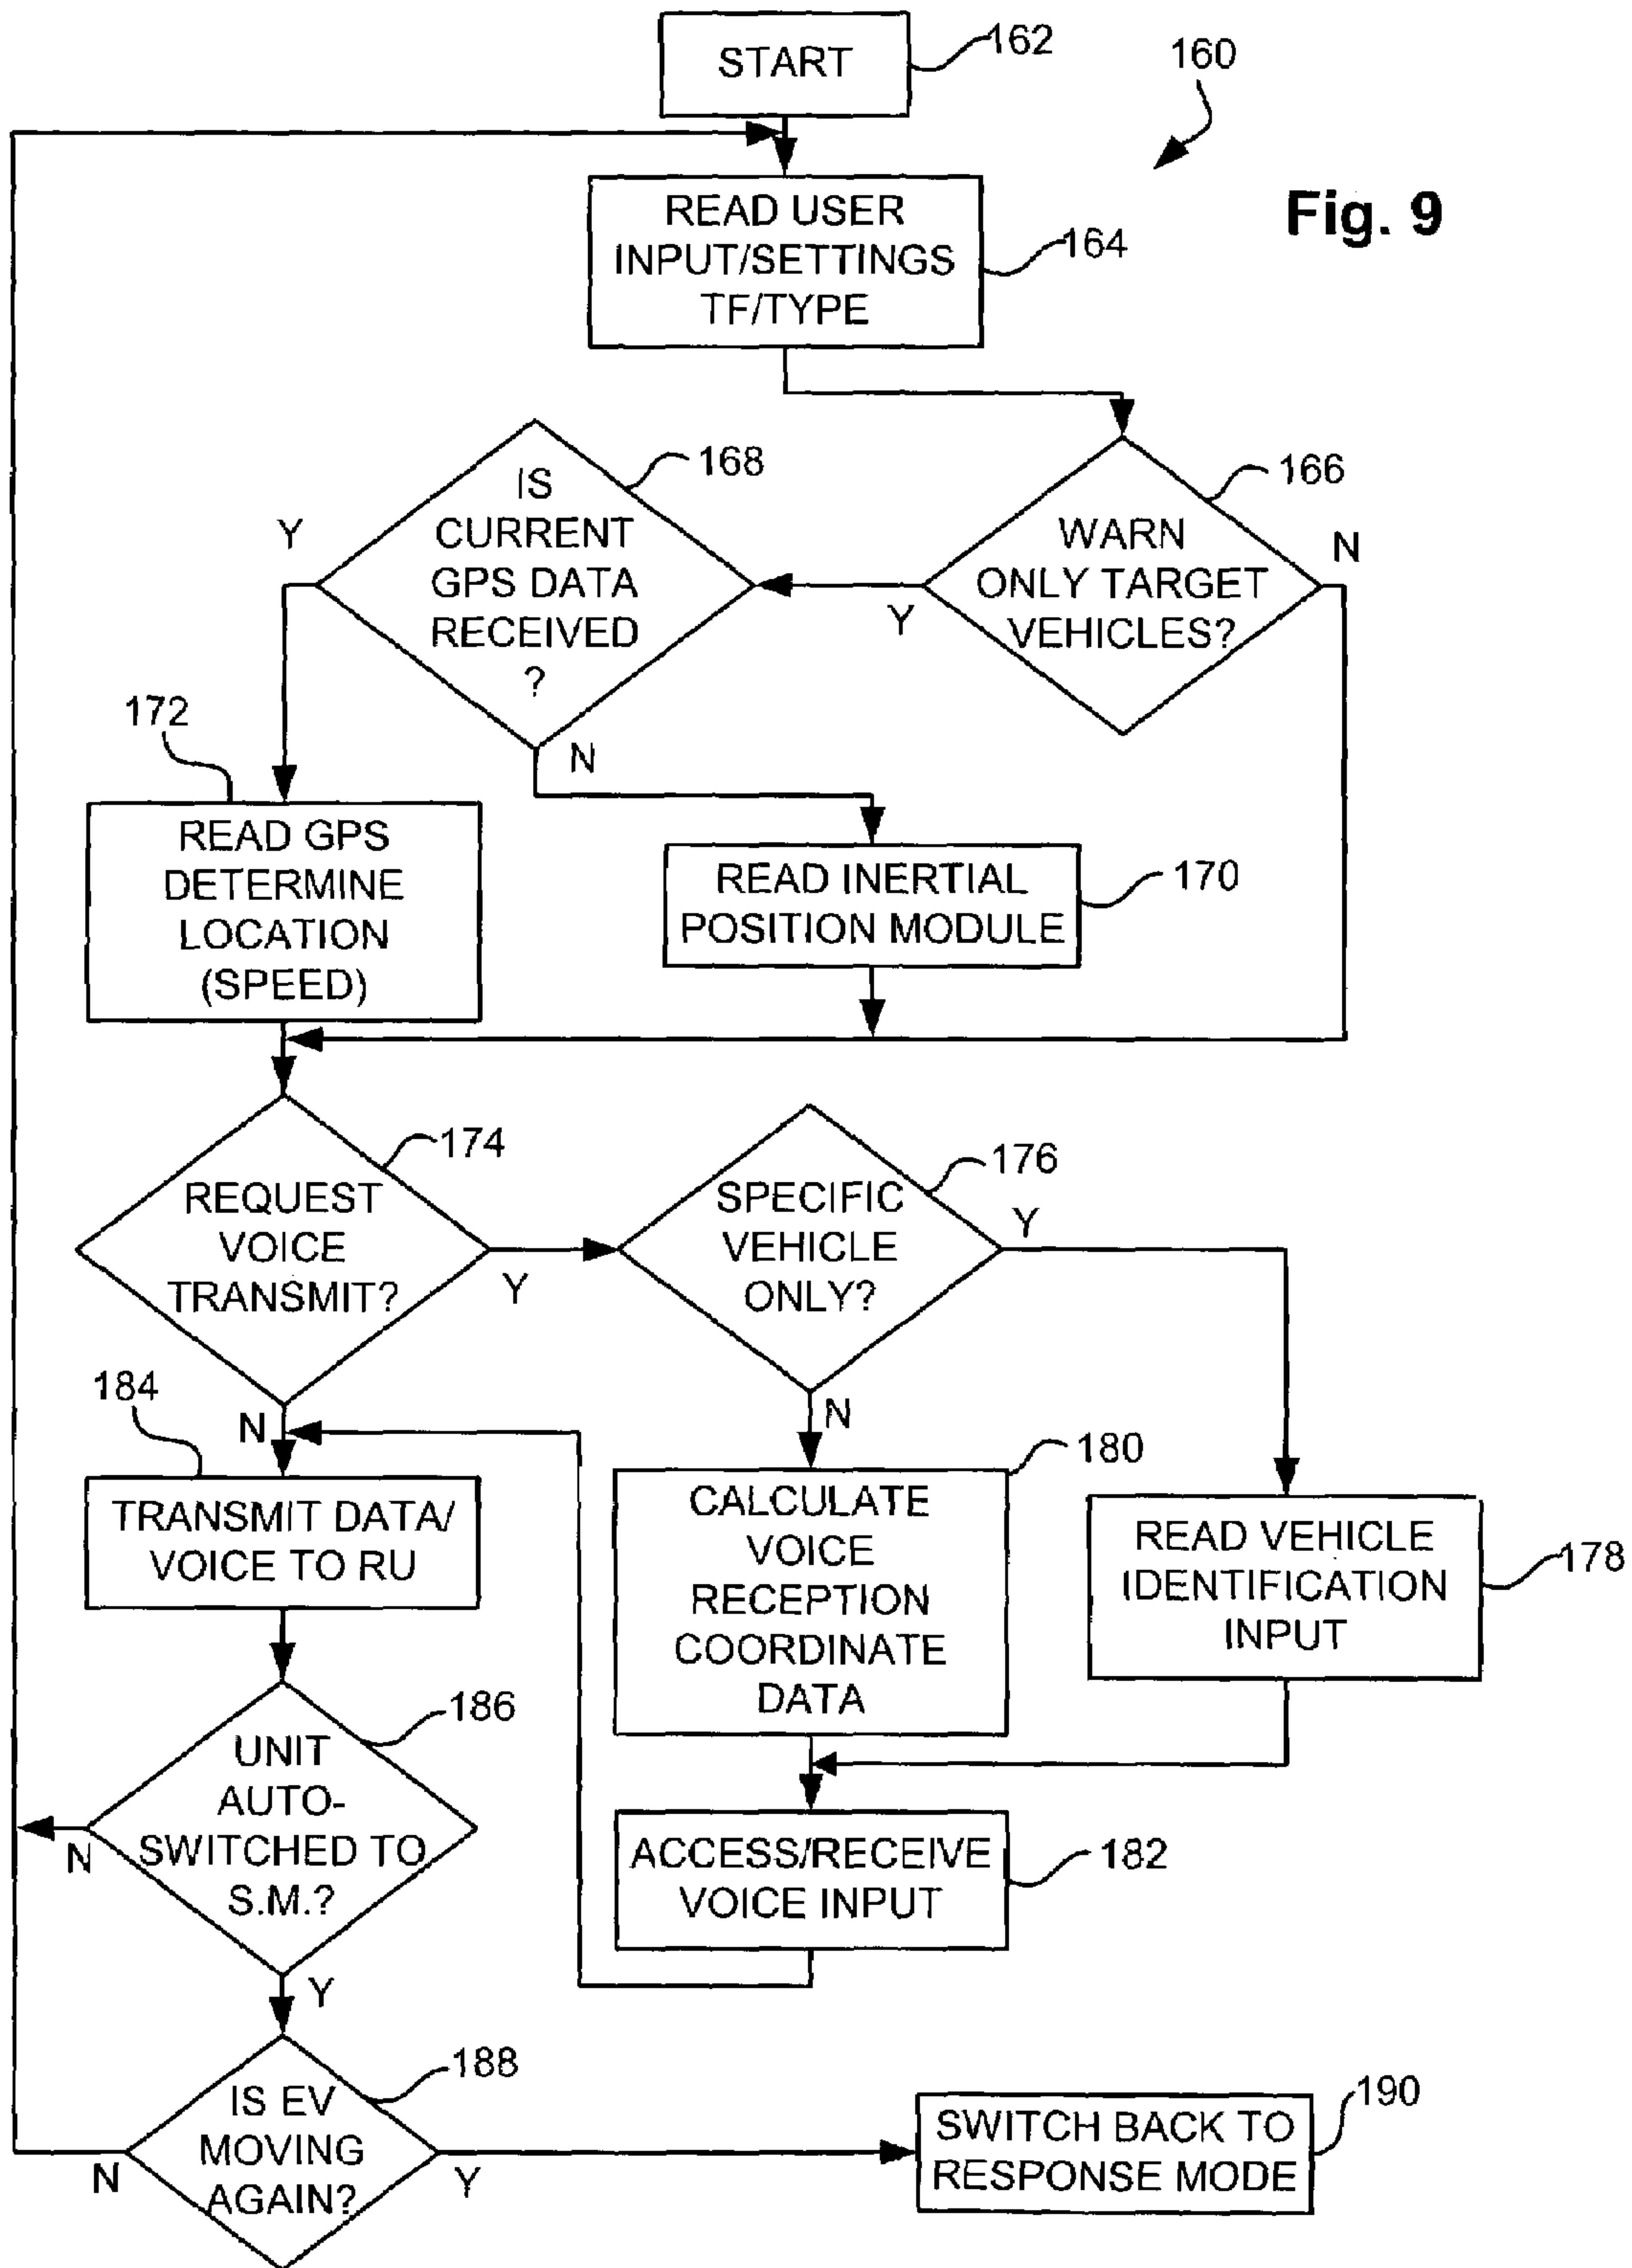 START
162
160
Fig. 9
READ USER
INPUT/SETTINGS
TF/TYPE
164
168
IS
CURRENT
GPS DATA
RECEIVED
?
Y
N
166
WARN
ONLY TARGET
VEHICLES?
N
Y
172
READ GPS
DETERMINE
LOCATION
(SPEED)
READ INERTIAL
POSITION MODULE
170
174
REQUEST
VOICE
TRANSMIT?
Y
N
176
SPECIFIC
VEHICLE
ONLY?
Y
N
184
TRANSMIT DATA/
VOICE TO RU
180
CALCULATE
VOICE
RECEPTION
COORDINATE
DATA
READ VEHICLE
IDENTIFICATION
INPUT
178
186
UNIT
AUTO-
SWITCHED TO
S.M.?
N
Y
ACCESS/RECEIVE
VOICE INPUT
182
188
IS EV
MOVING
AGAIN?
N
Y
SWITCH BACK TO
RESPONSE MODE
190